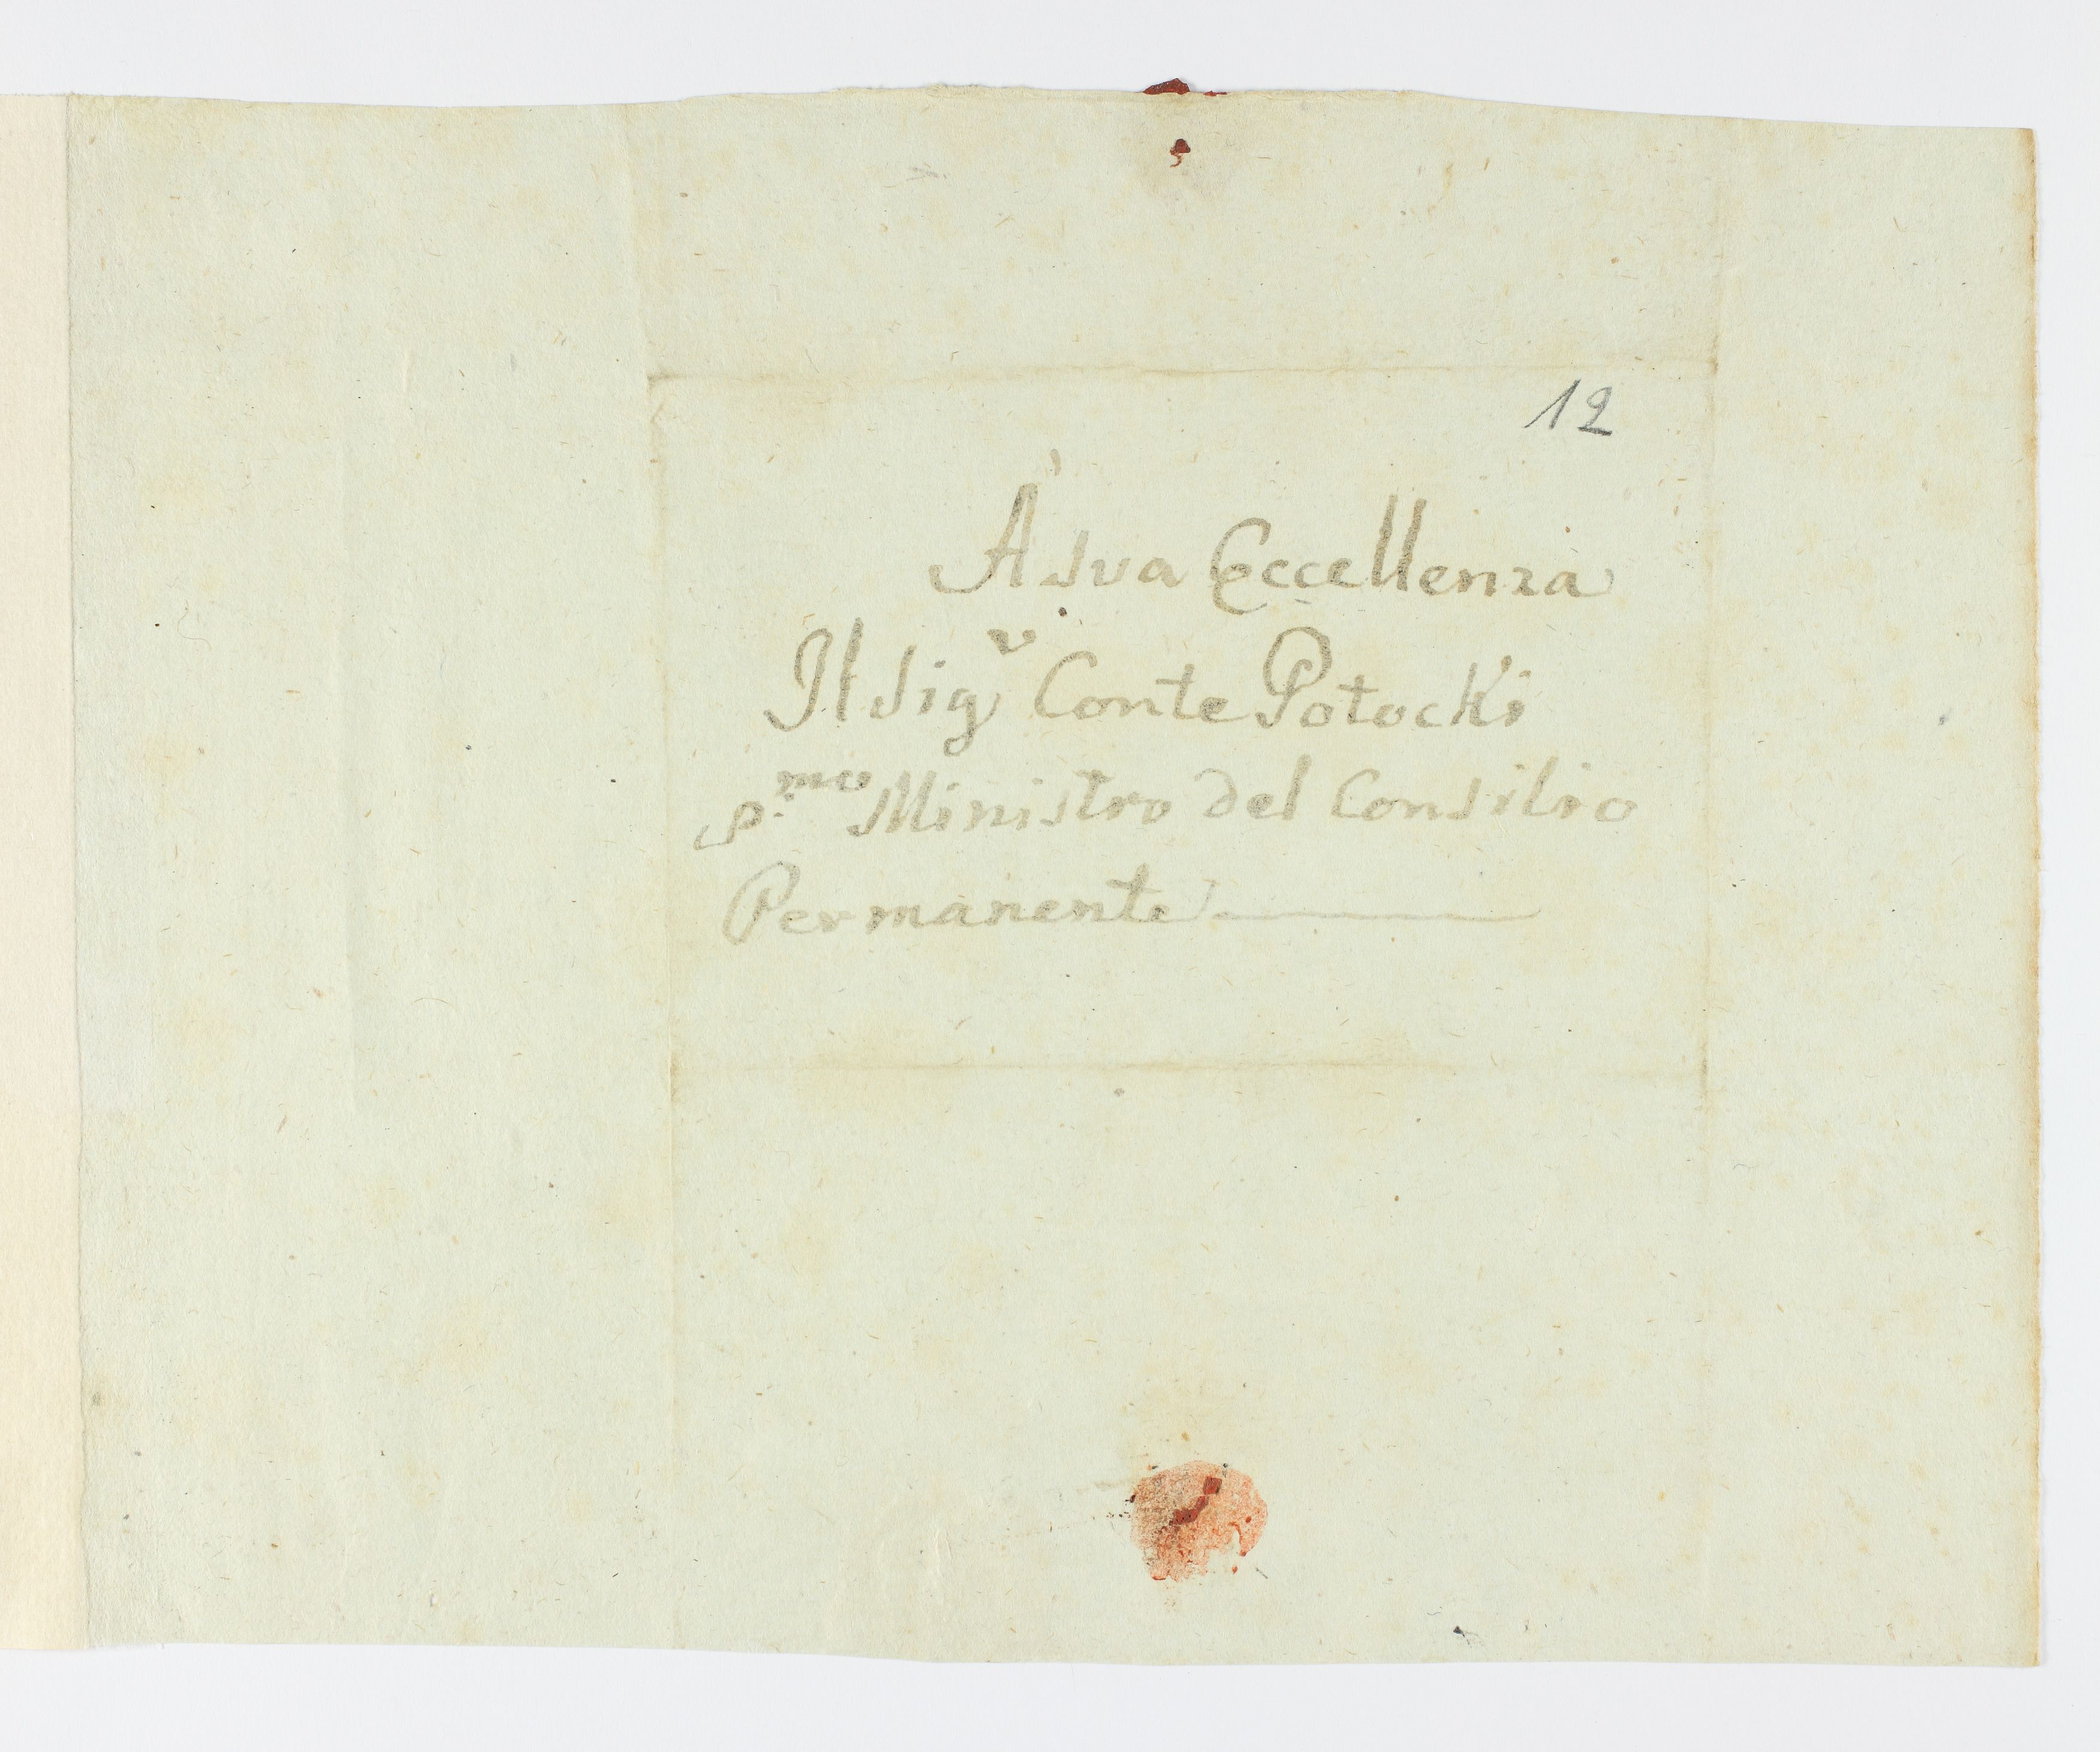 12
A sua Eccellenza
Il Sig.r Conte Potocki
p.mo Ministro del Consilio
Permanente